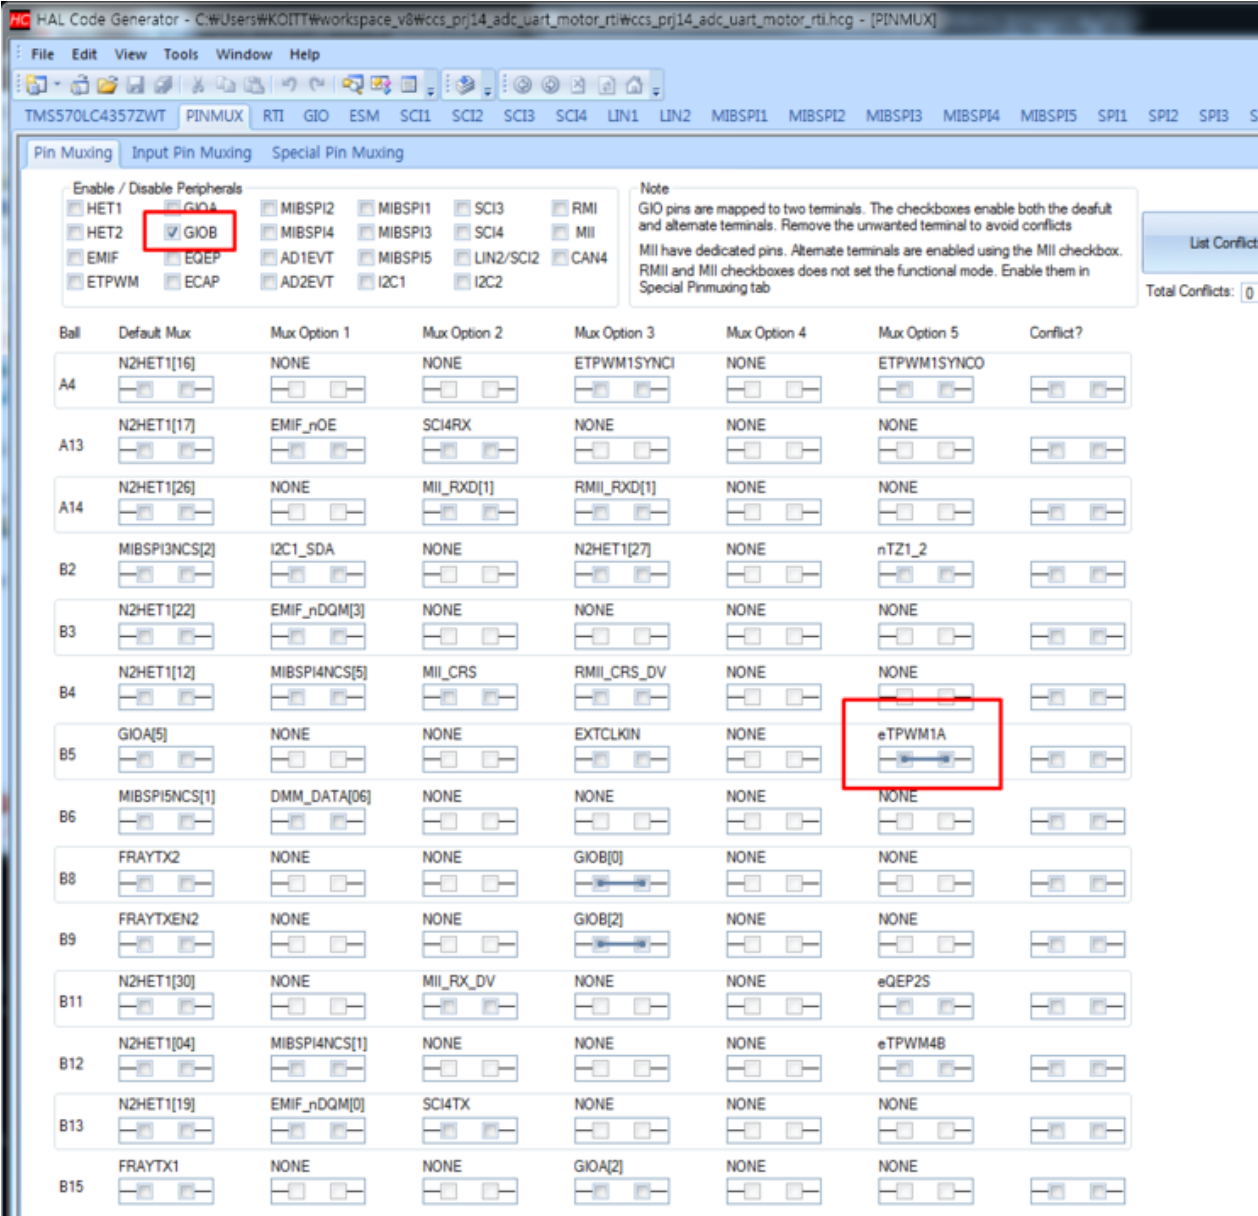 HC HAL Code Generator - C:₩Users₩KOITT₩workspace_v8₩ccs_prj14_adc_uart_motor_rti₩ccs_prj14_adc_uart_motor_rti.hcg - [PINMUX]
File Edit View Tools Window Help
TMS570LC4357ZWT PINMUX RTI GIO ESM SCI1 SCI2 SCI3 SCI4 LIN1 LIN2 MIBSPI1 MIBSPI2 MIBSPI3 MIBSPI4 MIBSPI5 SPI1 SPI2 SPI3 S
Pin Muxing Input Pin Muxing Special Pin Muxing
Enable / Disable Peripherals
HET1 GIOA MIBSPI2 MIBSPI1 SCI3 RMI
HET2 GIOB MIBSPI4 MIBSPI3 SCI4 MII
EMIF EQEP AD1EVT MIBSPI5 LIN2/SCI2 CAN4
ETPWM ECAP AD2EVT I2C1 I2C2
Note
GIO pins are mapped to two terminals. The checkboxes enable both the deafult
and alternate terminals. Remove the unwanted terminal to avoid conflicts
MII have dedicated pins. Alternate terminals are enabled using the MII checkbox.
RMII and MII checkboxes does not set the functional mode. Enable them in
Special Pinmuxing tab
List Conflict
Total Conflicts: 0
Ball Default Mux Mux Option 1 Mux Option 2 Mux Option 3 Mux Option 4 Mux Option 5 Conflict?
N2HET1[16] NONE NONE ETPWM1SYNCI NONE ETPWM1SYNCO
A4
N2HET1[17] EMIF_nOE SCI4RX NONE NONE NONE
A13
N2HET1[26] NONE MII_RXD[1] RMII_RXD[1] NONE NONE
A14
MIBSPI3NCS[2] I2C1_SDA NONE N2HET1[27] NONE nTZ1_2
B2
N2HET1[22] EMIF_nDQM[3] NONE NONE NONE NONE
B3
N2HET1[12] MIBSPI4NCS[5] MII_CRS RMII_CRS_DV NONE NONE
B4
GIOA[5] NONE NONE EXTCLKIN NONE eTPWM1A
B5
MIBSPI5NCS[1] DMM_DATA[06] NONE NONE NONE NONE
B6
FRAYTX2 NONE NONE GIOB[0] NONE NONE
B8
FRAYTXEN2 NONE NONE GIOB[2] NONE NONE
B9
N2HET1[30] NONE MII_RX_DV NONE NONE eQEP2S
B11
N2HET1[04] MIBSPI4NCS[1] NONE NONE NONE eTPWM4B
B12
N2HET1[19] EMIF_nDQM[0] SCI4TX NONE NONE NONE
B13
FRAYTX1 NONE NONE GIOA[2] NONE NONE
B15